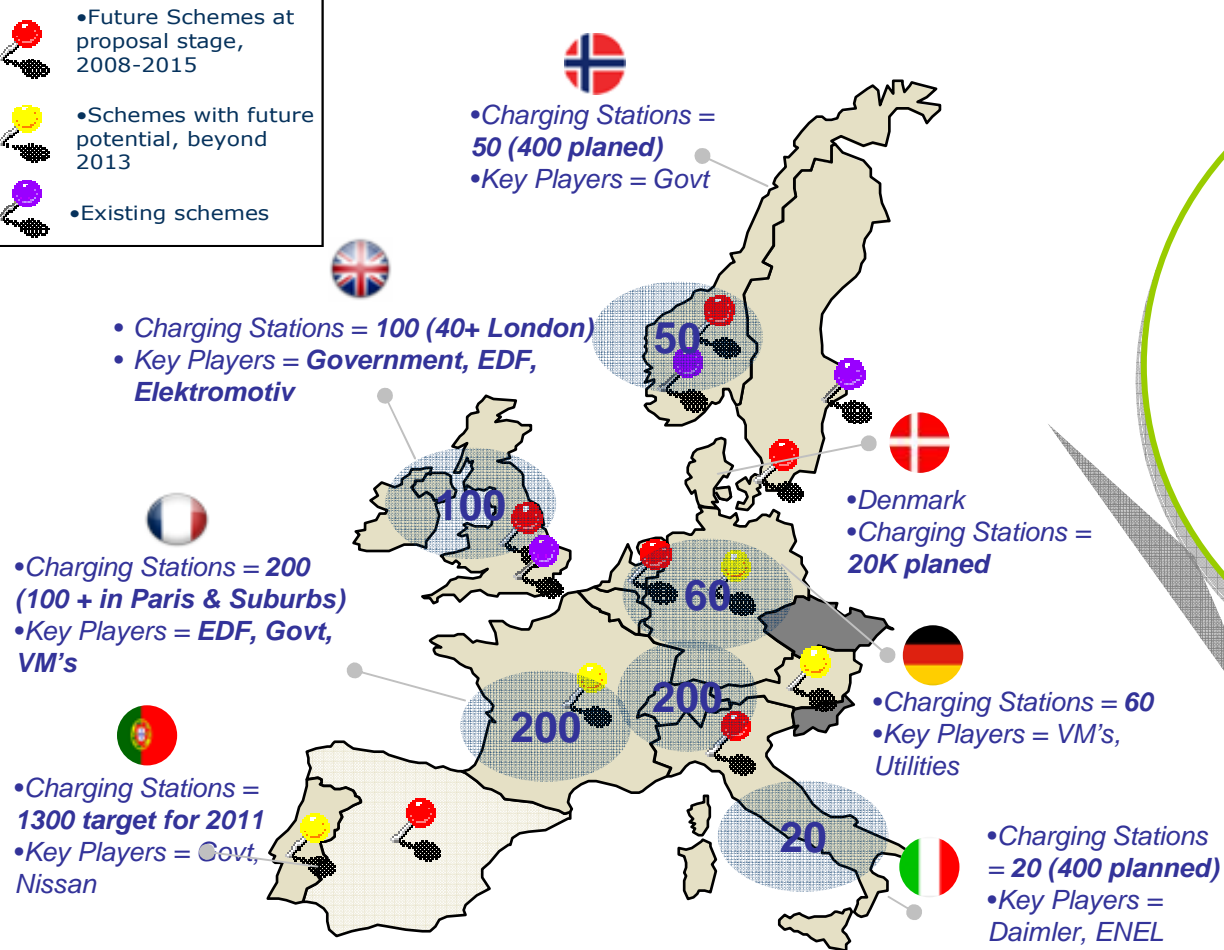 •Future Schemes at
proposal stage,
2008-2015
•Schemes with future
potential, beyond
2013
•Existing schemes
•Charging Stations =
50 (400 planed)
•Key Players = Govt
• Charging Stations = 100 (40+ London)
• Key Players = Government, EDF,
Elektromotiv
50
100
•Denmark
•Charging Stations =
20K planed
•Charging Stations = 200
(100 + in Paris & Suburbs)
•Key Players = EDF, Govt,
VM's
60
200
200
•Charging Stations = 60
•Key Players = VM's,
Utilities
•Charging Stations =
1300 target for 2011
•Key Players = Govt,
Nissan
20
•Charging Stations
= 20 (400 planned)
•Key Players =
Daimler, ENEL